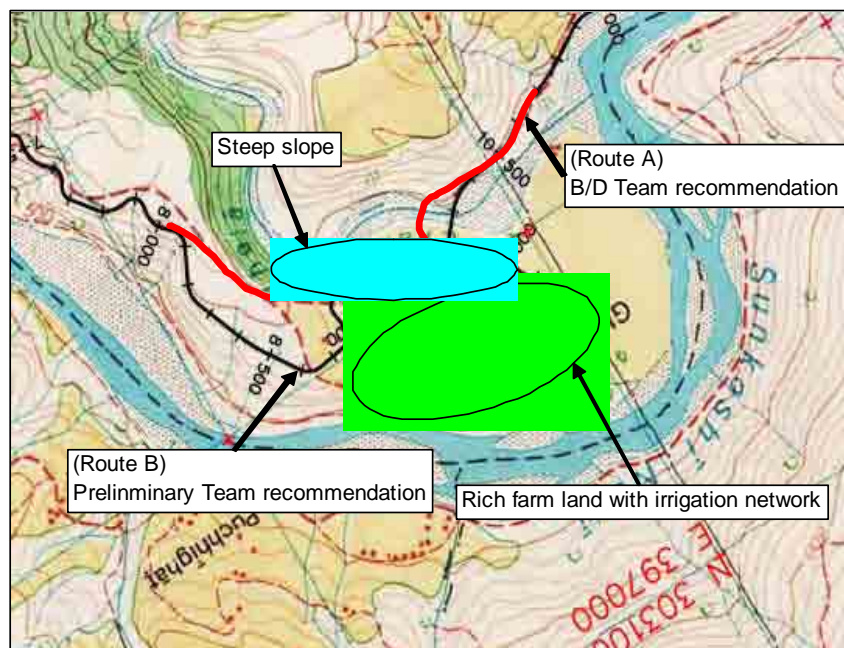 Steep slope
(Route A)
B/D Team recommendation
10-500
000
8-000
8-500
Sunkoshi
(Route B)
Prelinminary Team recommendation
Rich farm land with irrigation network
Puchhighat
N
E
303100
397000